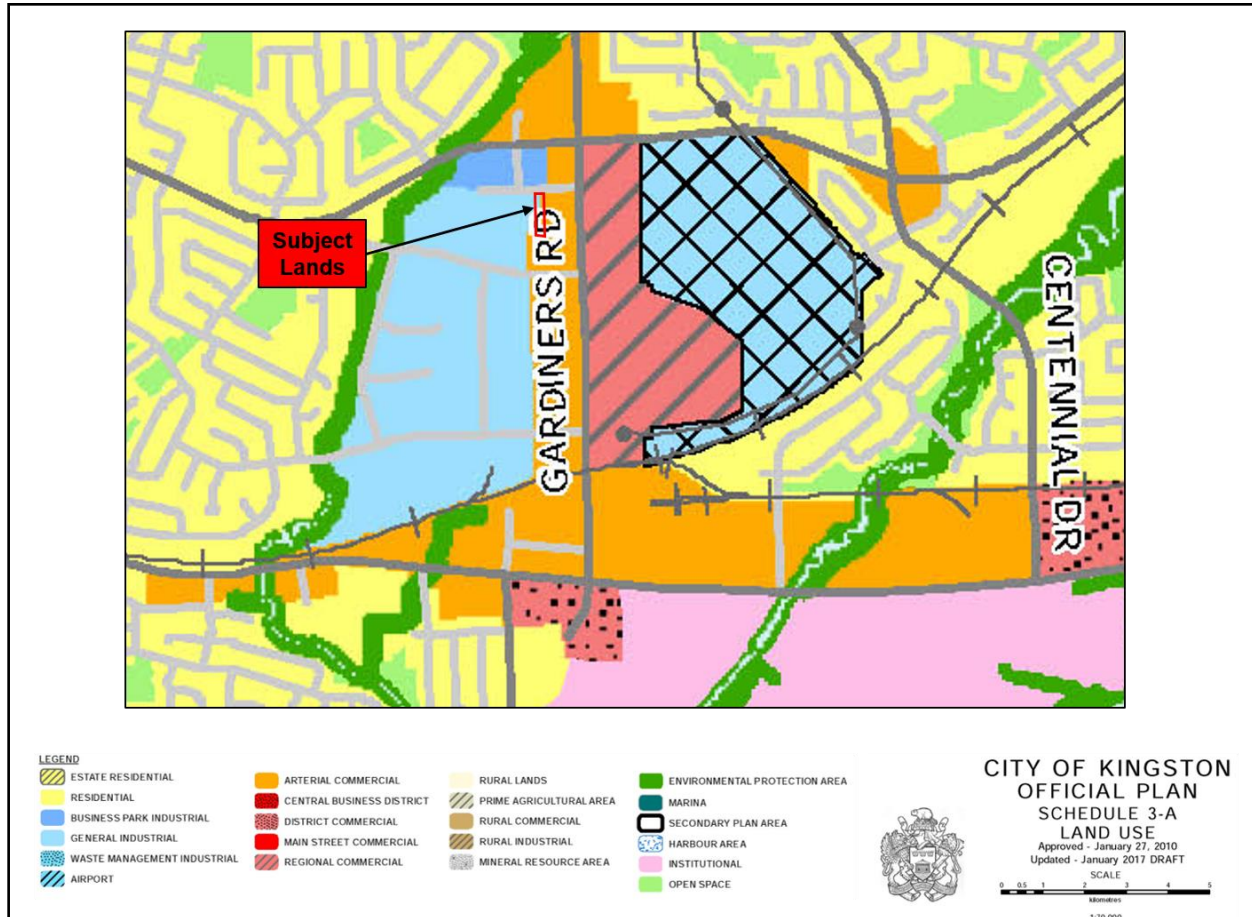 Subject
Lands
GARDINERS RD
CENTENNIAL DR
LEGEND
ESTATE RESIDENTIAL
RESIDENTIAL
BUSINESS PARK INDUSTRIAL
GENERAL INDUSTRIAL
WASTE MANAGEMENT INDUSTRIAL
AIRPORT
ARTERIAL COMMERCIAL
CENTRAL BUSINESS DISTRICT
DISTRICT COMMERCIAL
MAIN STREET COMMERCIAL
REGIONAL COMMERCIAL
RURAL LANDS
PRIME AGRICULTURAL AREA
RURAL COMMERCIAL
RURAL INDUSTRIAL
MINERAL RESOURCE AREA
ENVIRONMENTAL PROTECTION AREA
MARINA
SECONDARY PLAN AREA
HARBOUR AREA
INSTITUTIONAL
OPEN SPACE
CITY OF KINGSTON
OFFICIAL PLAN
SCHEDULE 3-A
LAND USE
Approved - January 27, 2010
Updated - January 2017 DRAFT
SCALE
0 0.5 1 2 3 4 5
kilometres